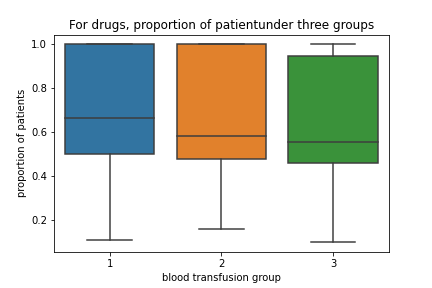 For drugs, proportion of patientunder three groups
proportion of patients
1.0
0.8
0.6
0.4
0.2
1 2 3
blood transfusion group